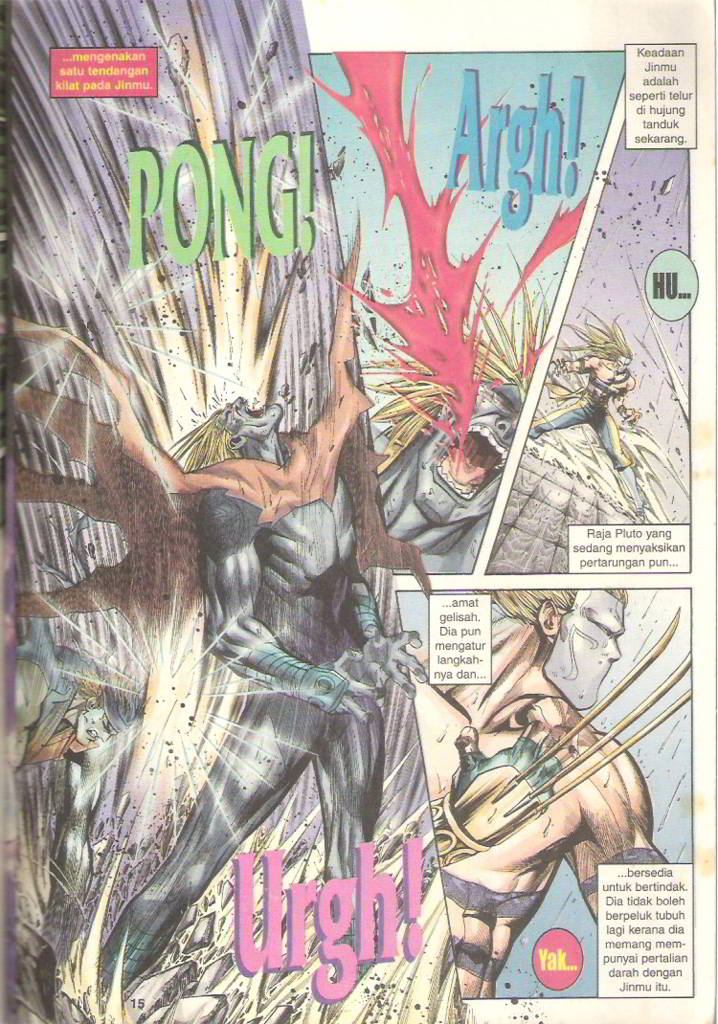 ...mengenakan
satu tendangan
kilat pada Jinmu.
PONG!
Argh!
Keadaan
Jinmu
adalah
seperti telur
di hujung
tanduk
sekarang.
HU...
Raja Pluto yang
sedang menyaksikan
pertarungan pun...
...amat
gelisah.
Dia pun
mengatur
langkah-
nya dan...
Urgh!
...bersedia
untuk bertindak.
Dia tidak boleh
berpeluk tubuh
lagi kerana dia
memang mem-
punyai pertalian
darah dengan
Jinmu itu.
Yak...
15